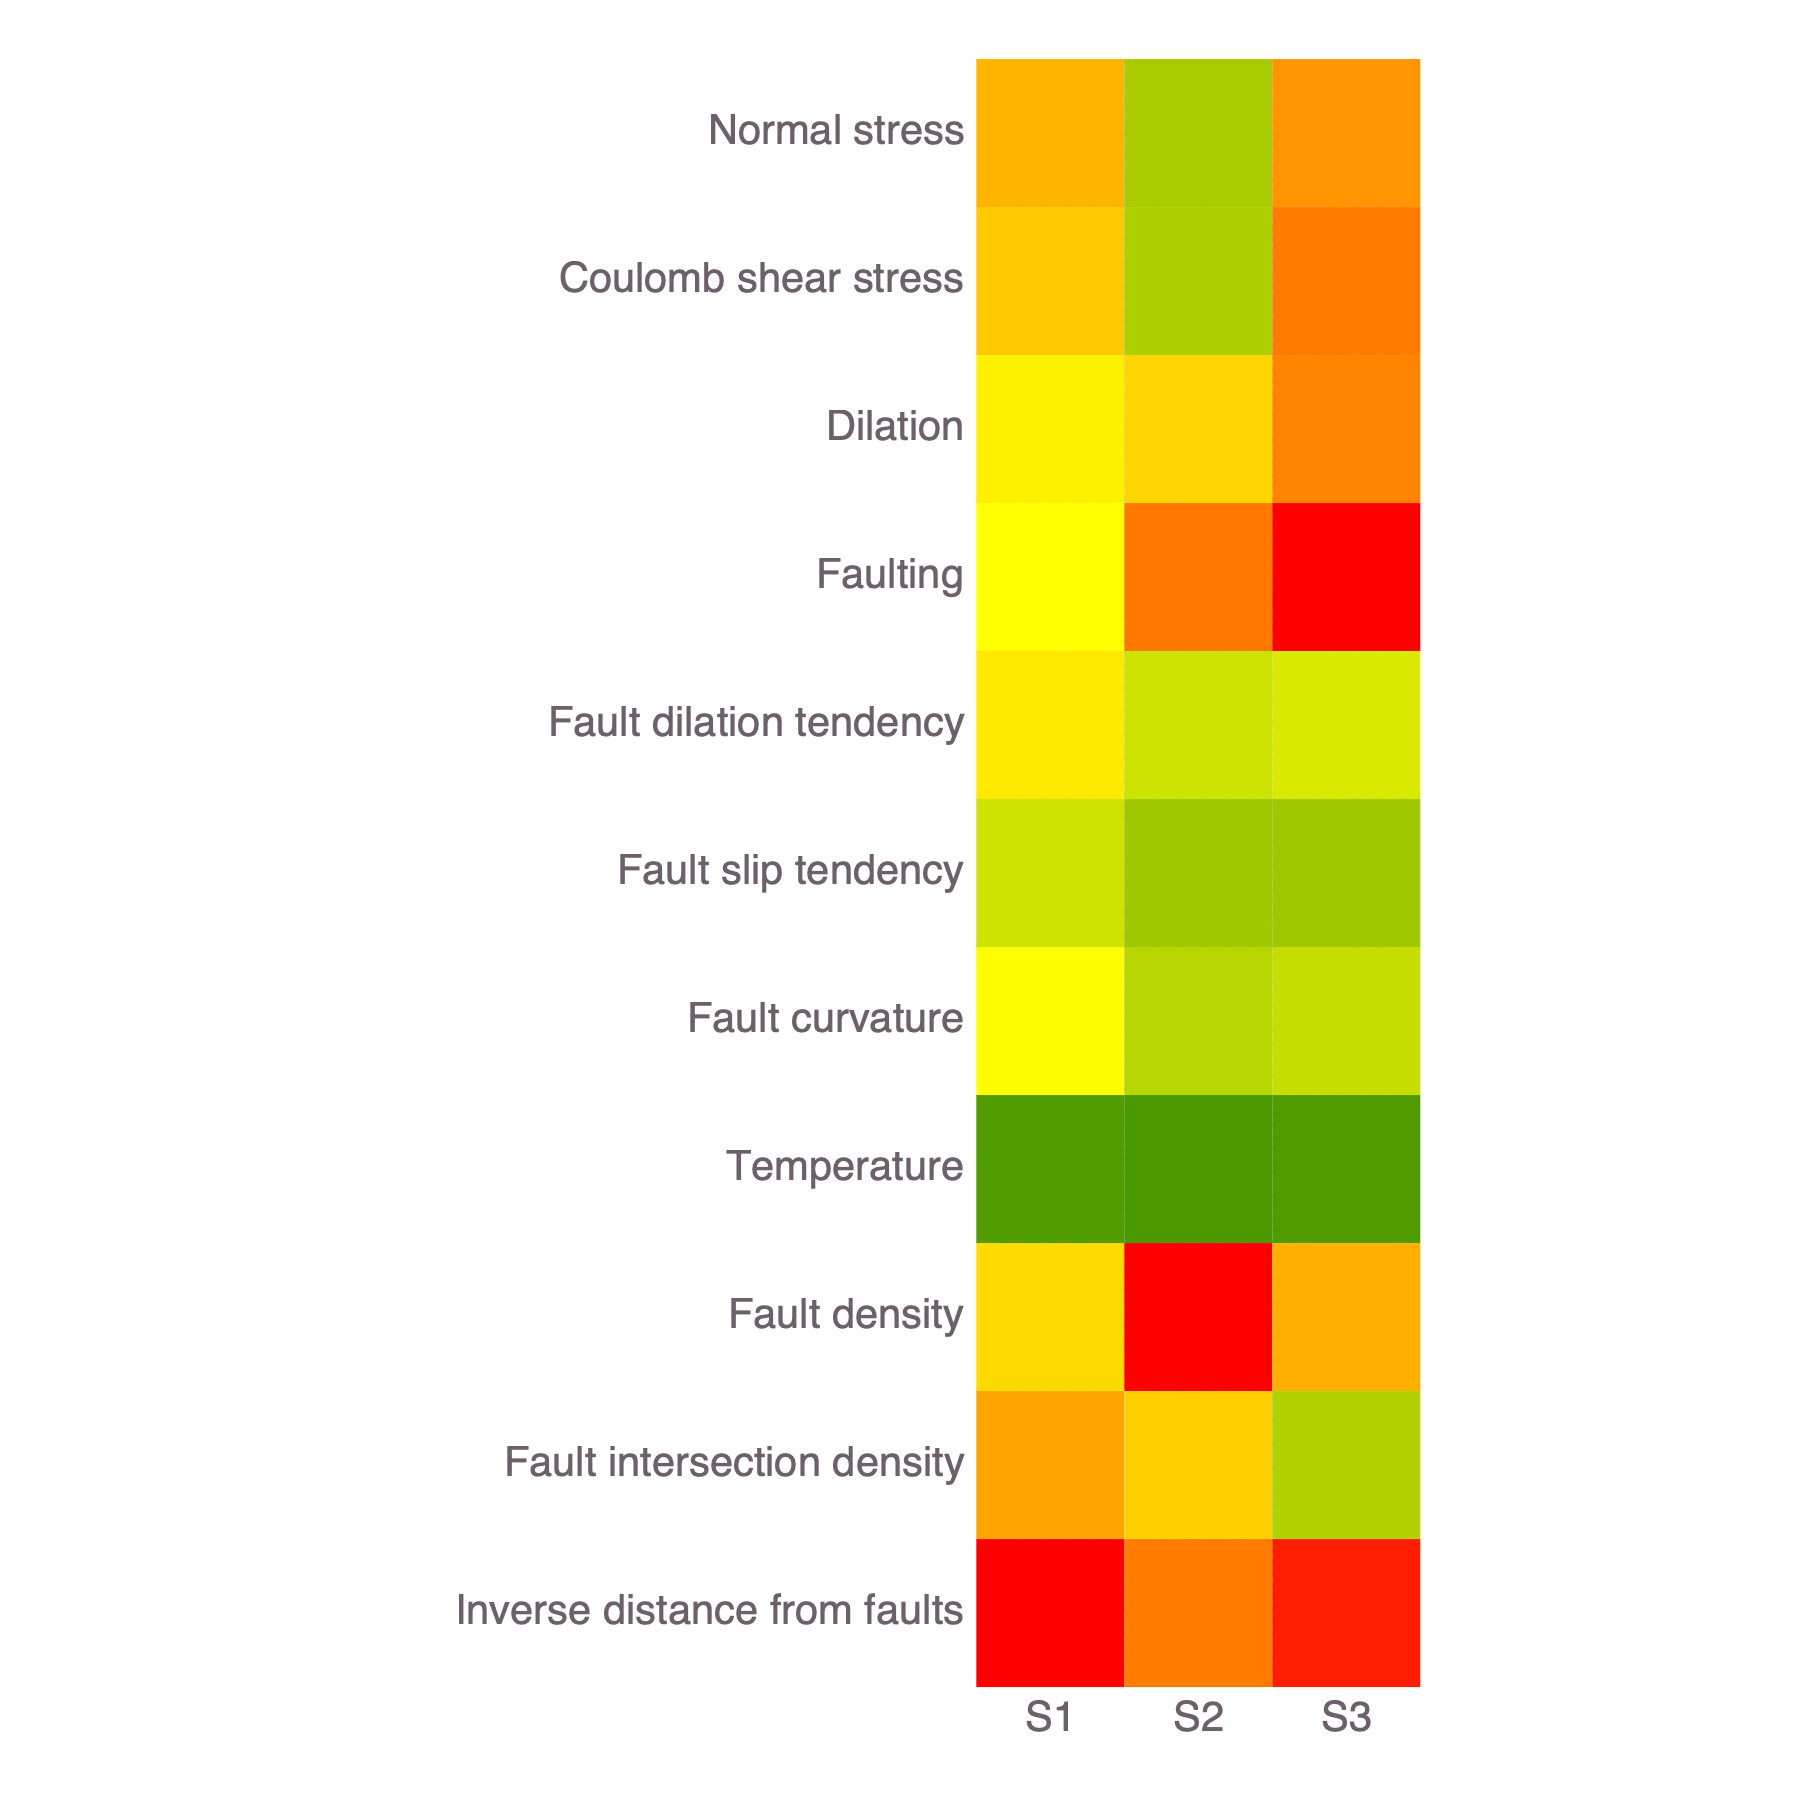 Normal stress
Coulomb shear stress
Dilation
Faulting
Fault dilation tendency
Fault slip tendency
Fault curvature
Temperature
Fault density
Fault intersection density
Inverse distance from faults
S1 S2 S3